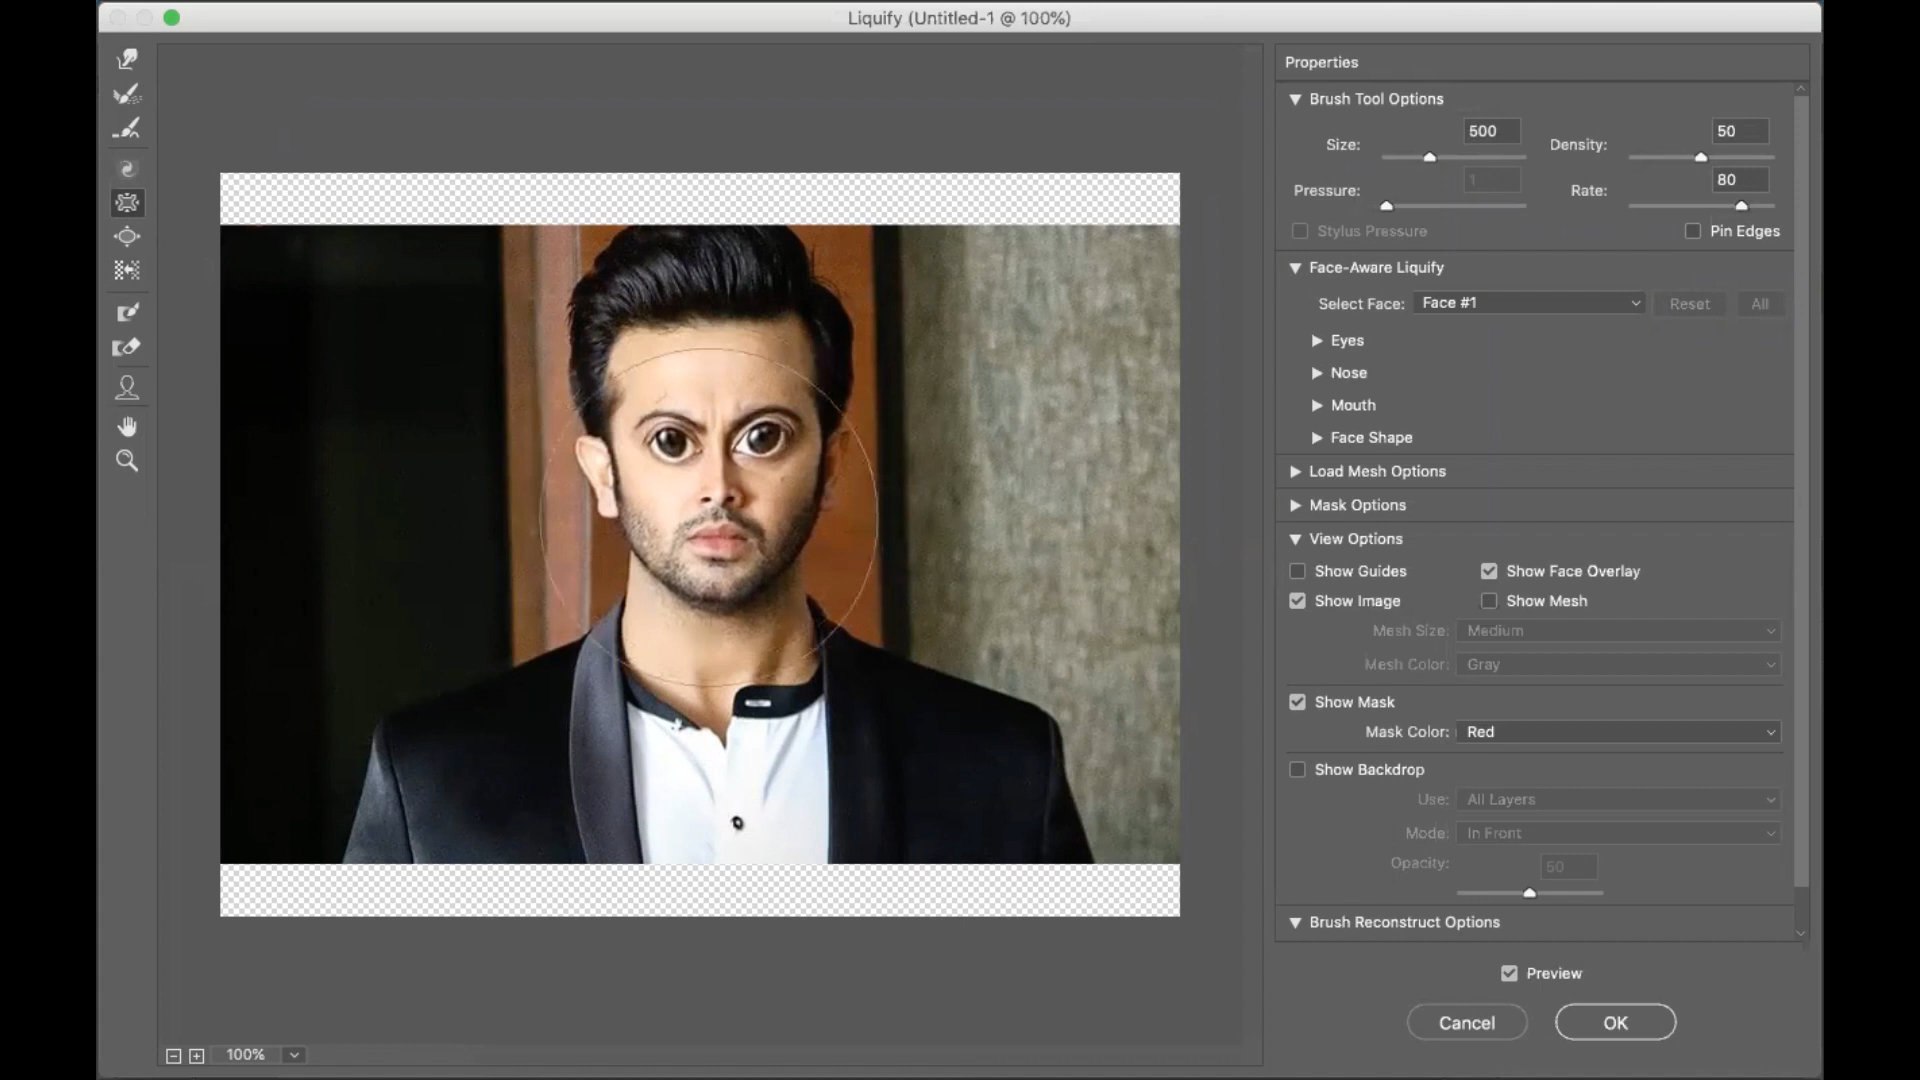 Liquify (Untitled-1 @ 100%)
Properties
Brush Tool Options
Size: 500 Density: 50
Pressure: 1 Rate: 80
Stylus Pressure Pin Edges
Face-Aware Liquify
Select Face: Face #1 Reset All
Eyes
Nose
Mouth
Face Shape
Load Mesh Options
Mask Options
View Options
Show Guides Show Face Overlay
Show Image Show Mesh
Mesh Size: Medium
Mesh Color: Gray
Show Mask
Mask Color: Red
Show Backdrop
Use: All Layers
Mode: In Front
Opacity: 50
Brush Reconstruct Options
Preview
Cancel OK
100%